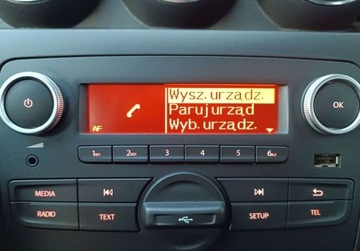 Wysz.urządz.
Paruj urząd
Wyb.urządz.
AF
OK
1 2 3 4 5 6
MEDIA
RADIO TEXT SETUP TEL